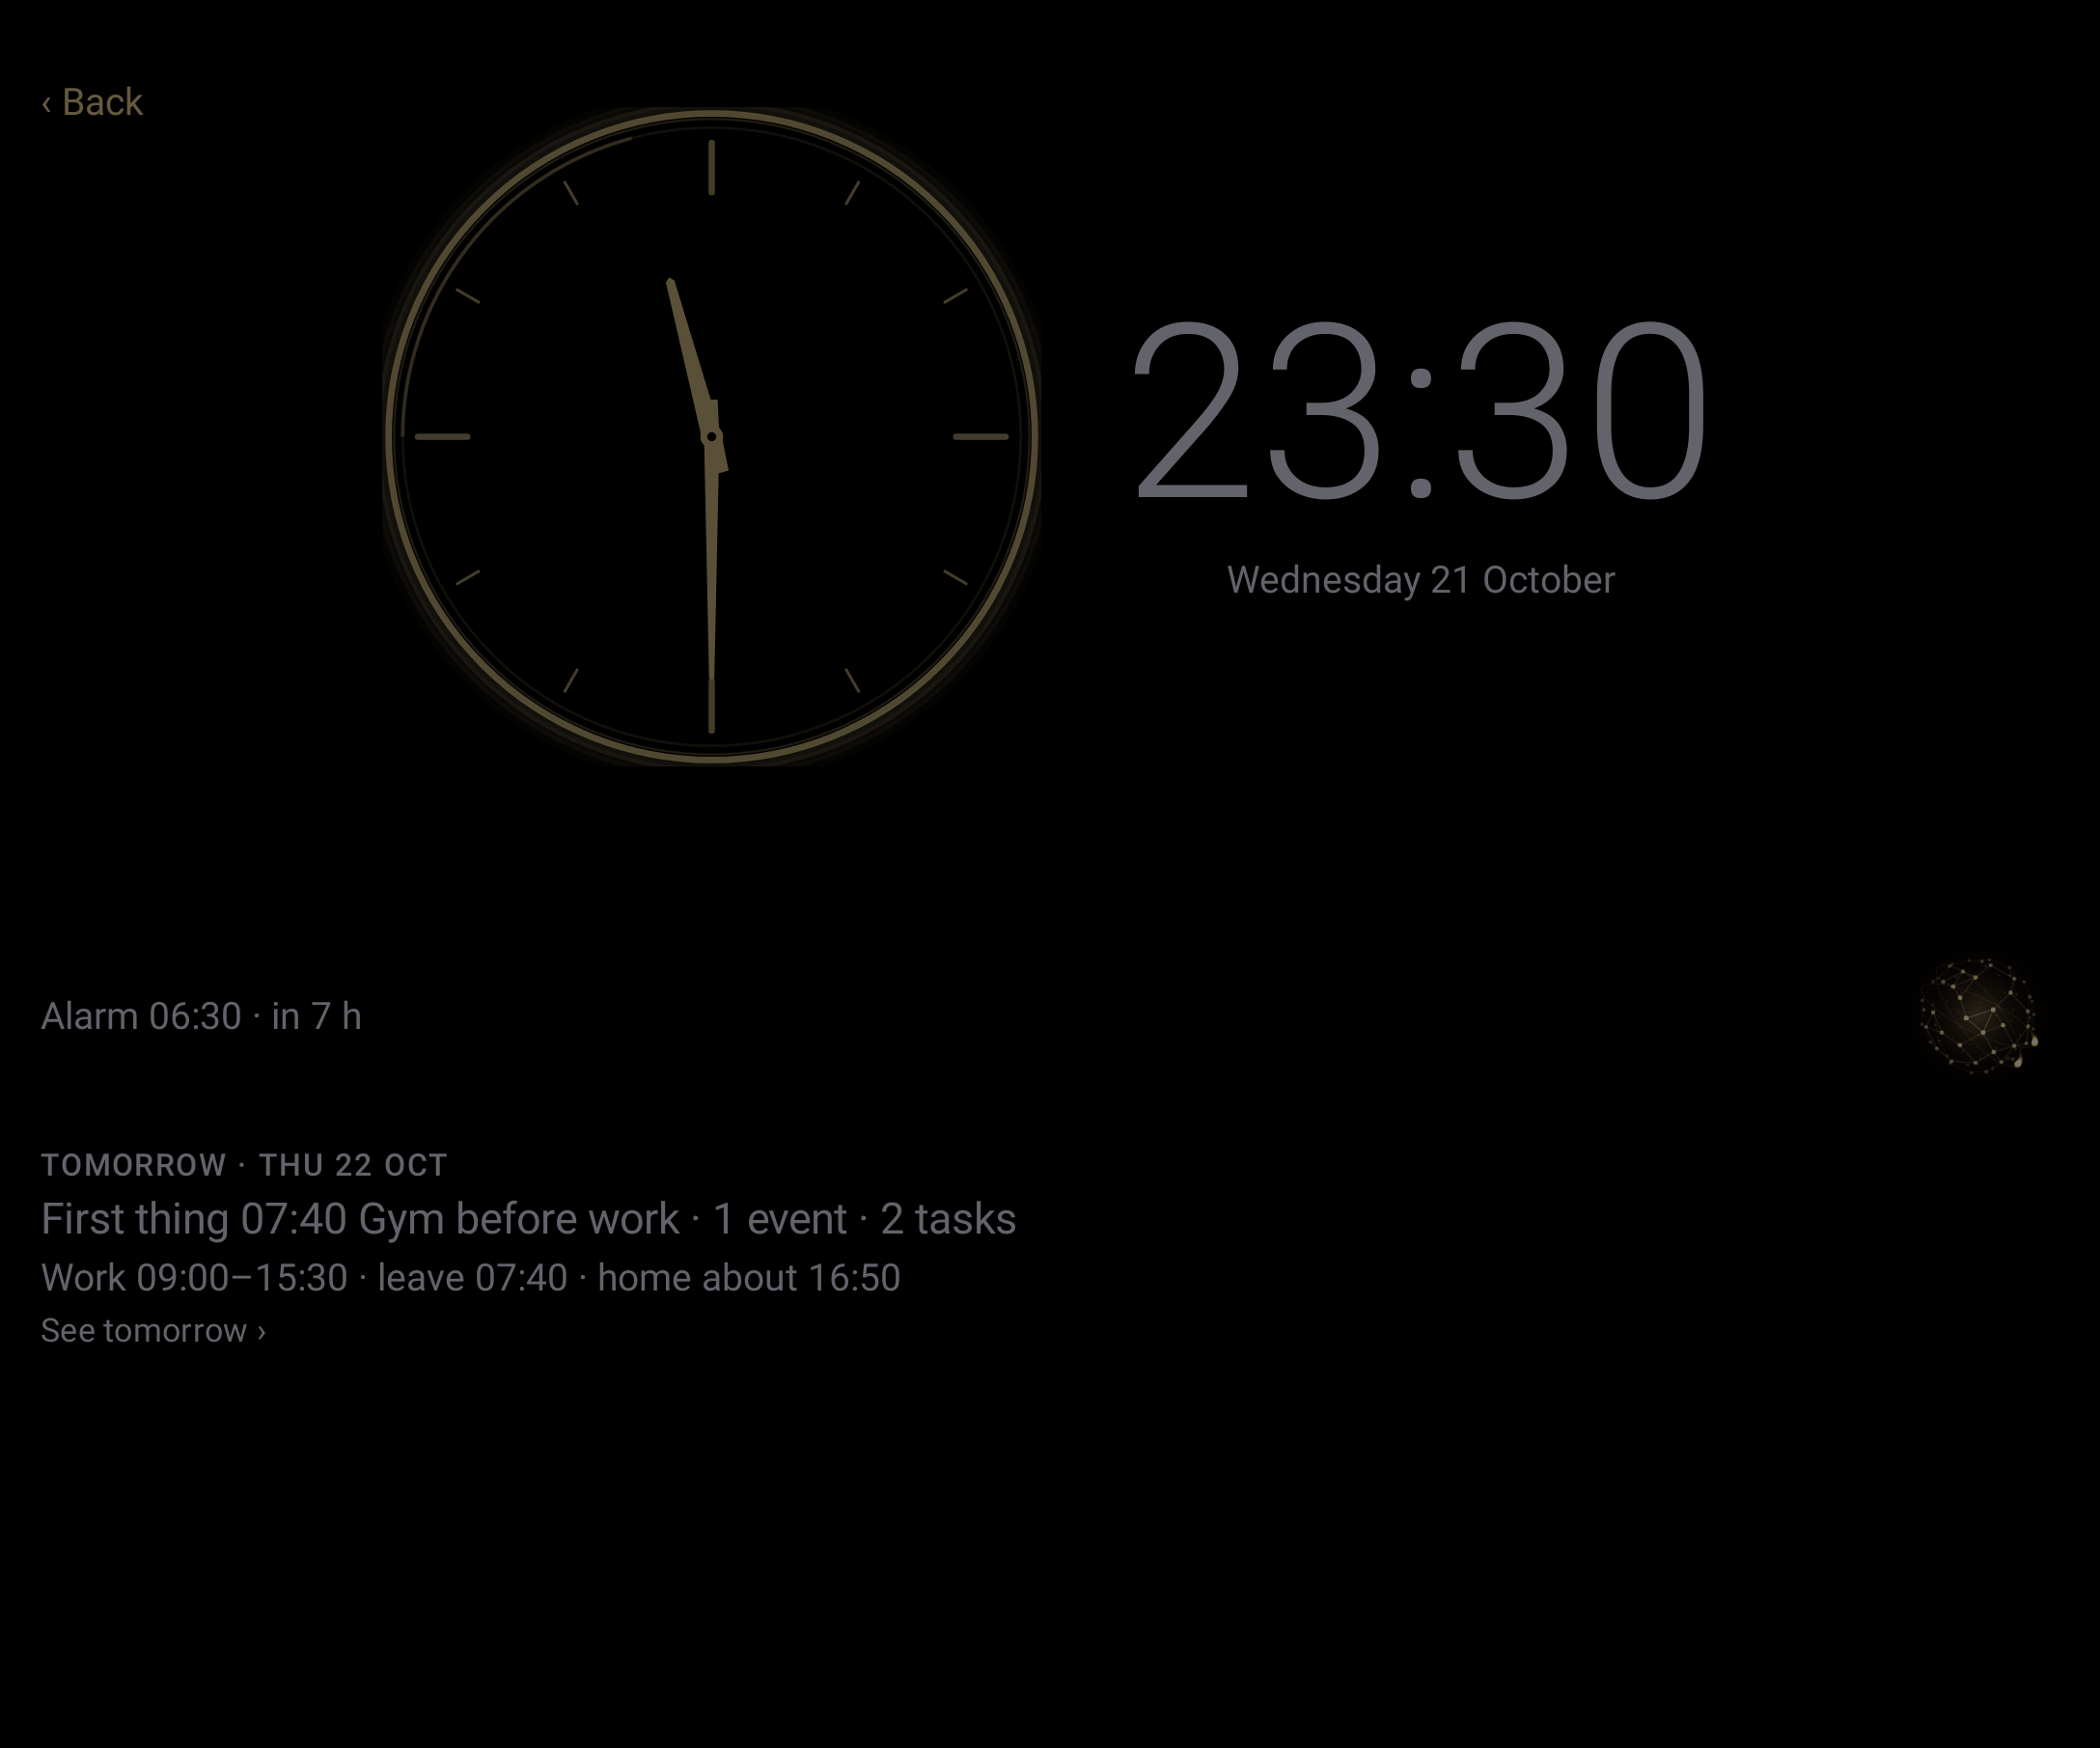 ‹ Back
23:30
Wednesday 21 October
Alarm 06:30 · in 7 h
TOMORROW · THU 22 OCT
First thing 07:40 Gym before work · 1 event · 2 tasks
Work 09:00–15:30 · leave 07:40 · home about 16:50
See tomorrow ›